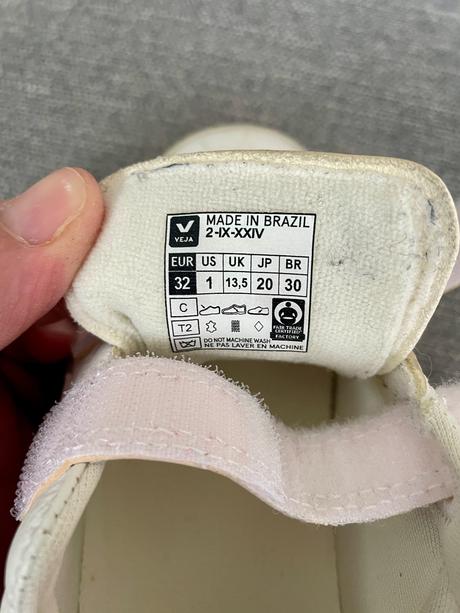 VEJA
MADE IN BRAZIL
2-IX-XXIV
EUR US UK JP BR
32 1 13,5 20 30
C
T2
FAIR TRADE
CERTIFIED
FACTORY
DO NOT MACHINE WASH
NE PAS LAVER EN MACHINE